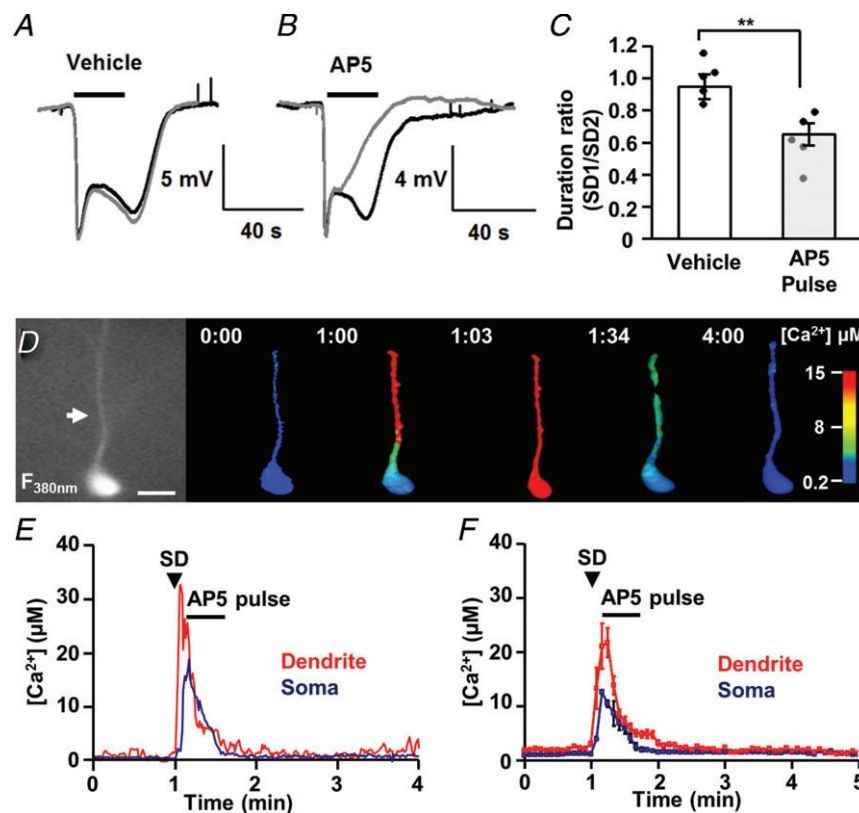 A
Vehicle
5 mV
40 s
B
AP5
4 mV
40 s
C
**
Duration ratio
(SD1/SD2)
1.2
1.0
0.8
0.6
0.4
0.2
0
Vehicle
AP5
Pulse
D
F380nm
0:00 1:00 1:03 1:34 4:00 [Ca2+] µM
15
8
0.2
E
[Ca2+] (µM)
40
30
20
10
0
SD
AP5 pulse
Dendrite
Soma
0 1 2 3 4
Time (min)
F
[Ca2+] (µM)
40
30
20
10
0
SD
AP5 pulse
Dendrite
Soma
0 1 2 3 4 5
Time (min)